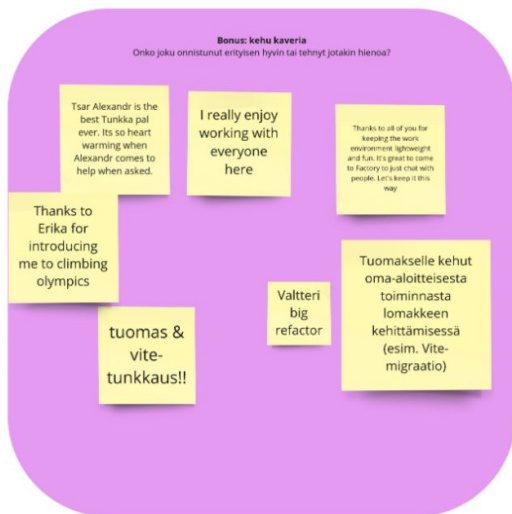 Bonus: kehu kaveria
Onko joku onnistunut erityisen hyvin tai tehnyt jotakin hienoa?
Tsar Alexandr is the
best Tunkka pal
ever. Its so heart
warming when
Alexandr comes to
help when asked.
I really enjoy
working with
everyone
here
Thanks to all of you for
keeping the work
environment lightweight
and fun. It's great to come
to Factory to just chat with
people. Let's keep it this
way
Thanks to
Erika for
introducing
me to climbing
olympics
tuomas &
vite-
tunkkaus!!
Valtteri
big
refactor
Tuomakselle kehut
oma-aloitteisesta
toiminnasta
lomakkeen
kehittämisessä
(esim. Vite-
migraatio)